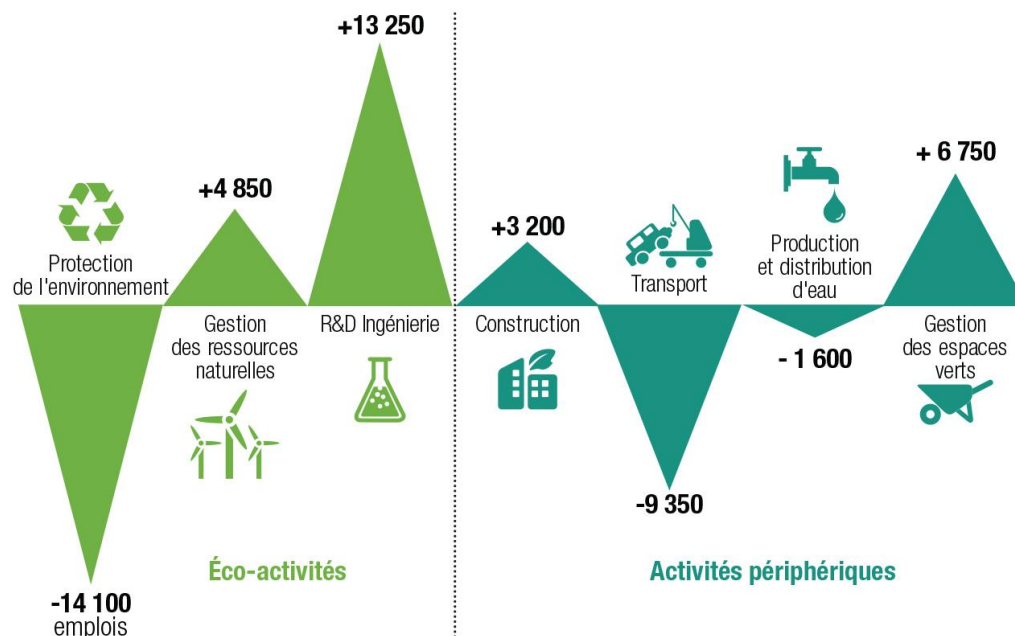 +13 250
+4 850
Protection
de l'environnement
Gestion
des ressources
naturelles
R&D Ingénierie
-14 100
emplois
Éco-activités
+3 200
Construction
Transport
-9 350
Production
et distribution
d'eau
- 1 600
+ 6 750
Gestion
des espaces
verts
Activités périphériques